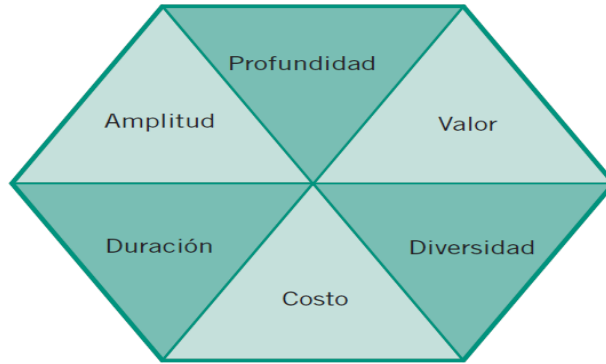 Profundidad
Amplitud
Valor
Duración
Diversidad
Costo